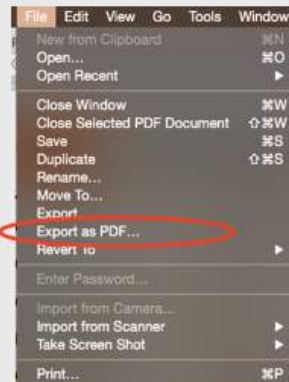 File Edit View Go Tools Window
New from Clipboard ⌘N
Open... ⌘O
Open Recent ▶
Close Window ⌘W
Close Selected PDF Document ⇧⌘W
Save ⌘S
Duplicate ⇧⌘S
Rename...
Move To...
Export...
Export as PDF...
Revert To ▶
Enter Password...
Import from Camera...
Import from Scanner ▶
Take Screen Shot ▶
Print... ⌘P